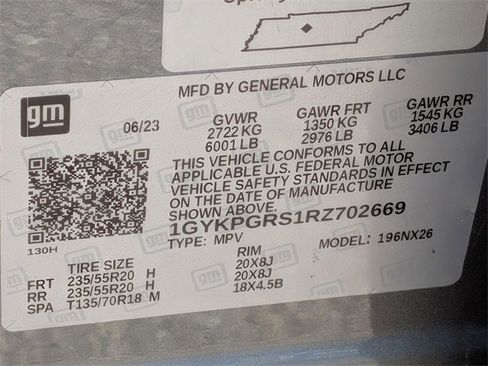 MFD BY GENERAL MOTORS LLC
gm
06/23
GVWR GAWR FRT GAWR RR
2722 KG 1350 KG 1545 KG
6001 LB 2976 LB 3406 LB
THIS VEHICLE CONFORMS TO ALL
APPLICABLE U.S. FEDERAL MOTOR
VEHICLE SAFETY STANDARDS IN EFFECT
ON THE DATE OF MANUFACTURE
SHOWN ABOVE.
1GYKPGRS1RZ702669
130H
TYPE: MPV MODEL: 196NX26
TIRE SIZE RIM
FRT 235/55R20 H 20X8J
RR 235/55R20 H 20X8J
SPA T135/70R18 M 18X4.5B